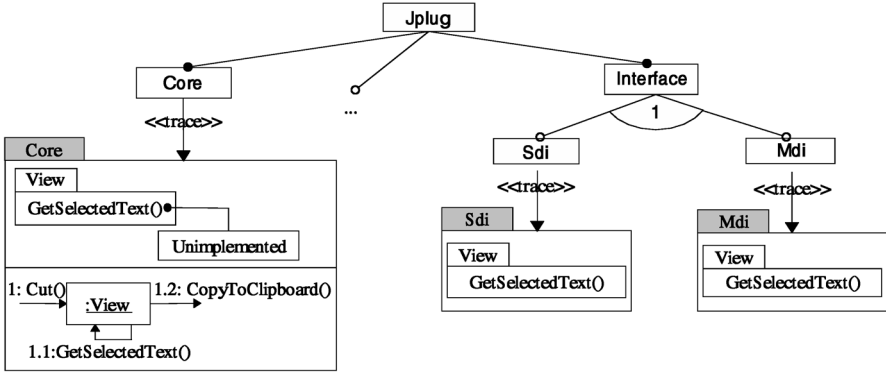 Jplug
Core
Interface
...
1
<<trace>>
Sdi
Mdi
Core
<<trace>>
<<trace>>
View
GetSelectedText()
Unimplemented
Sdi
View
GetSelectedText()
Mdi
View
GetSelectedText()
1: Cut()
:View
1.2: CopyToClipboard()
1.1:GetSelectedText()